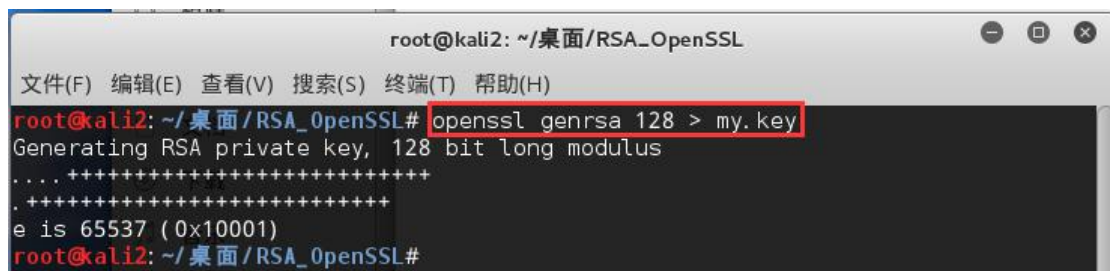 root@kali2: ~/桌面/RSA_OpenSSL
文件(F) 编辑(E) 查看(V) 搜索(S) 终端(T) 帮助(H)
root@kali2:~/桌面/RSA_OpenSSL# openssl genrsa 128 > my.key
Generating RSA private key, 128 bit long modulus
....+++++++++++++++++++++++++++
.+++++++++++++++++++++++++++
e is 65537 (0x10001)
root@kali2:~/桌面/RSA_OpenSSL#